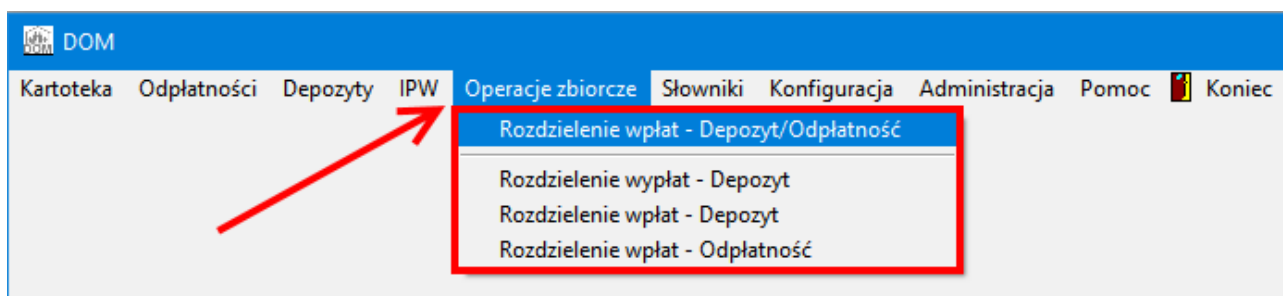 DOM
Kartoteka Odpłatności Depozyty IPW Operacje zbiorcze Słowniki Konfiguracja Administracja Pomoc Koniec
Rozdzielenie wpłat - Depozyt/Odpłatność
Rozdzielenie wypłat - Depozyt
Rozdzielenie wpłat - Depozyt
Rozdzielenie wpłat - Odpłatność